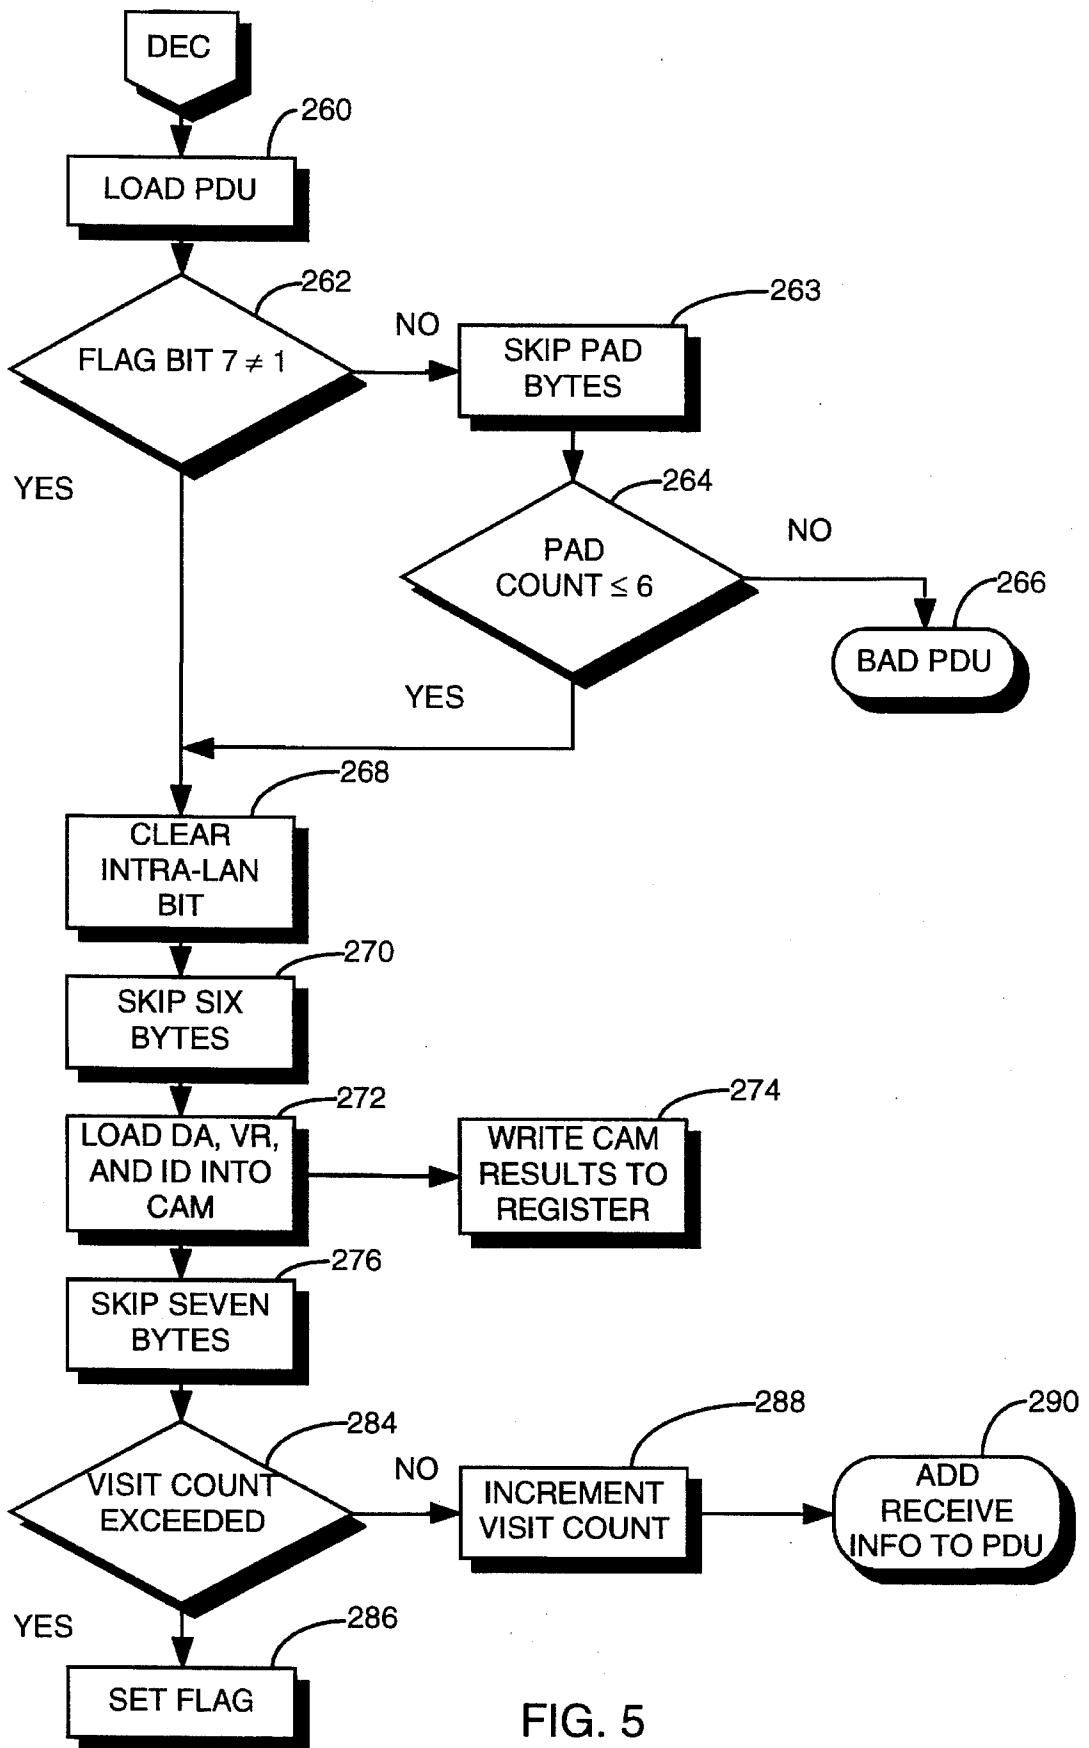 DEC
260
LOAD PDU
262
FLAG BIT 7 ≠ 1
NO
263
SKIP PAD
BYTES
YES
264
PAD
COUNT ≤ 6
NO
266
BAD PDU
YES
268
CLEAR
INTRA-LAN
BIT
270
SKIP SIX
BYTES
272
LOAD DA, VR,
AND ID INTO
CAM
274
WRITE CAM
RESULTS TO
REGISTER
276
SKIP SEVEN
BYTES
284
VISIT COUNT
EXCEEDED
NO
288
INCREMENT
VISIT COUNT
290
ADD
RECEIVE
INFO TO PDU
YES
286
SET FLAG
FIG. 5